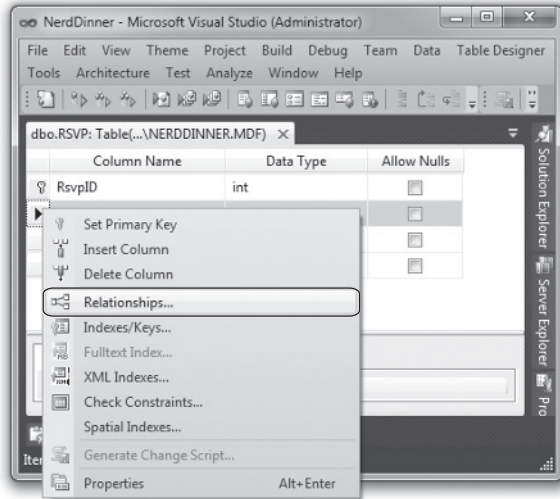 NerdDinner - Microsoft Visual Studio (Administrator)
File Edit View Theme Project Build Debug Team Data Table Designer
Tools Architecture Test Analyze Window Help
dbo.RSVP: Table(...\NERDDINNER.MDF)
Column Name Data Type Allow Nulls
RsvpID int
Set Primary Key
Insert Column
Delete Column
Relationships...
Indexes/Keys...
Fulltext Index...
XML Indexes...
Check Constraints...
Spatial Indexes...
Generate Change Script...
Properties Alt+Enter
Iter
Solution Explorer
Server Explorer
Pro